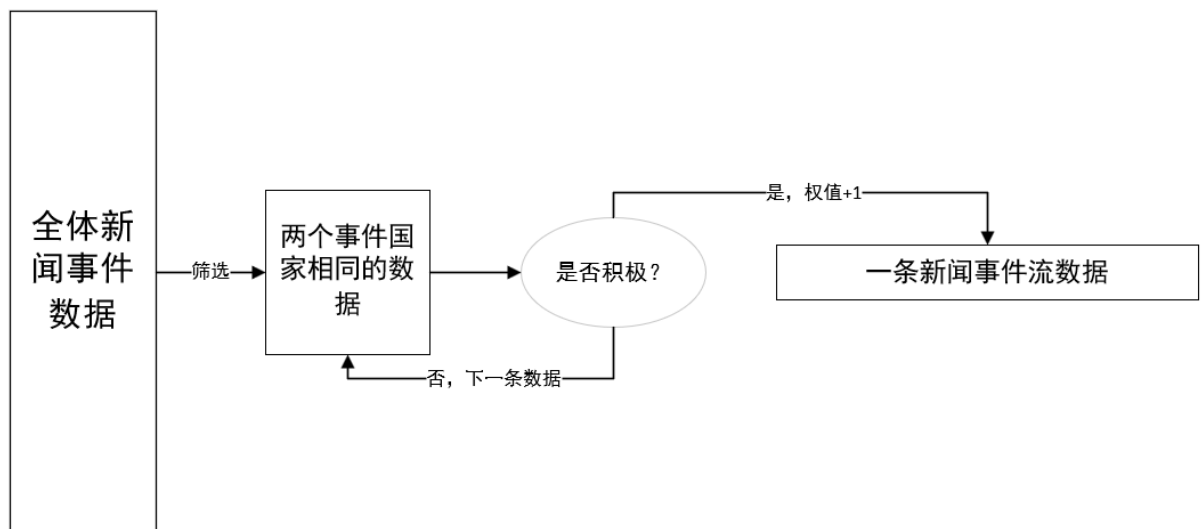 全体新
闻事件
数据
筛选
两个事件国
家相同的数
据
是否积极？
是，权值+1
一条新闻事件流数据
否，下一条数据